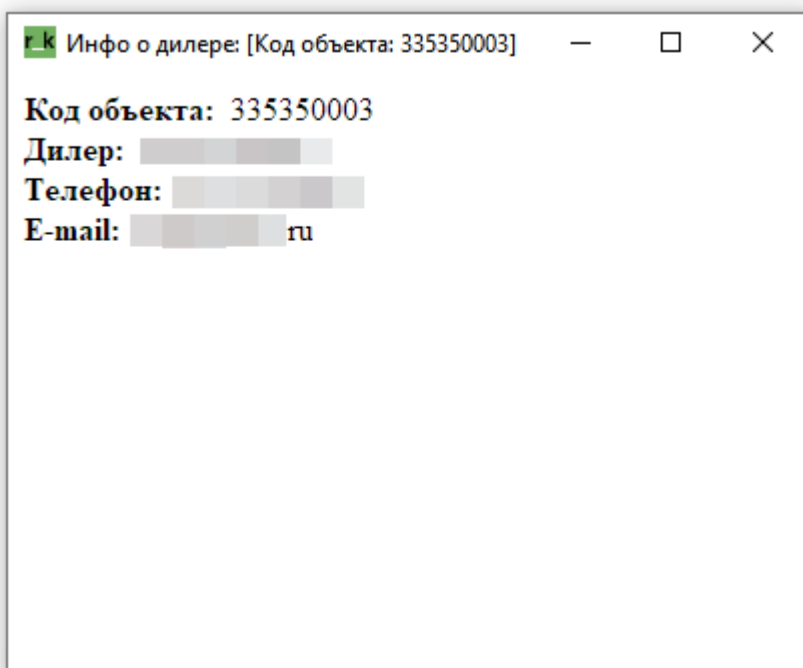 r_k Инфо о дилере: [Код объекта: 335350003]
Код объекта: 335350003
Дилер:
Телефон:
E-mail: ru